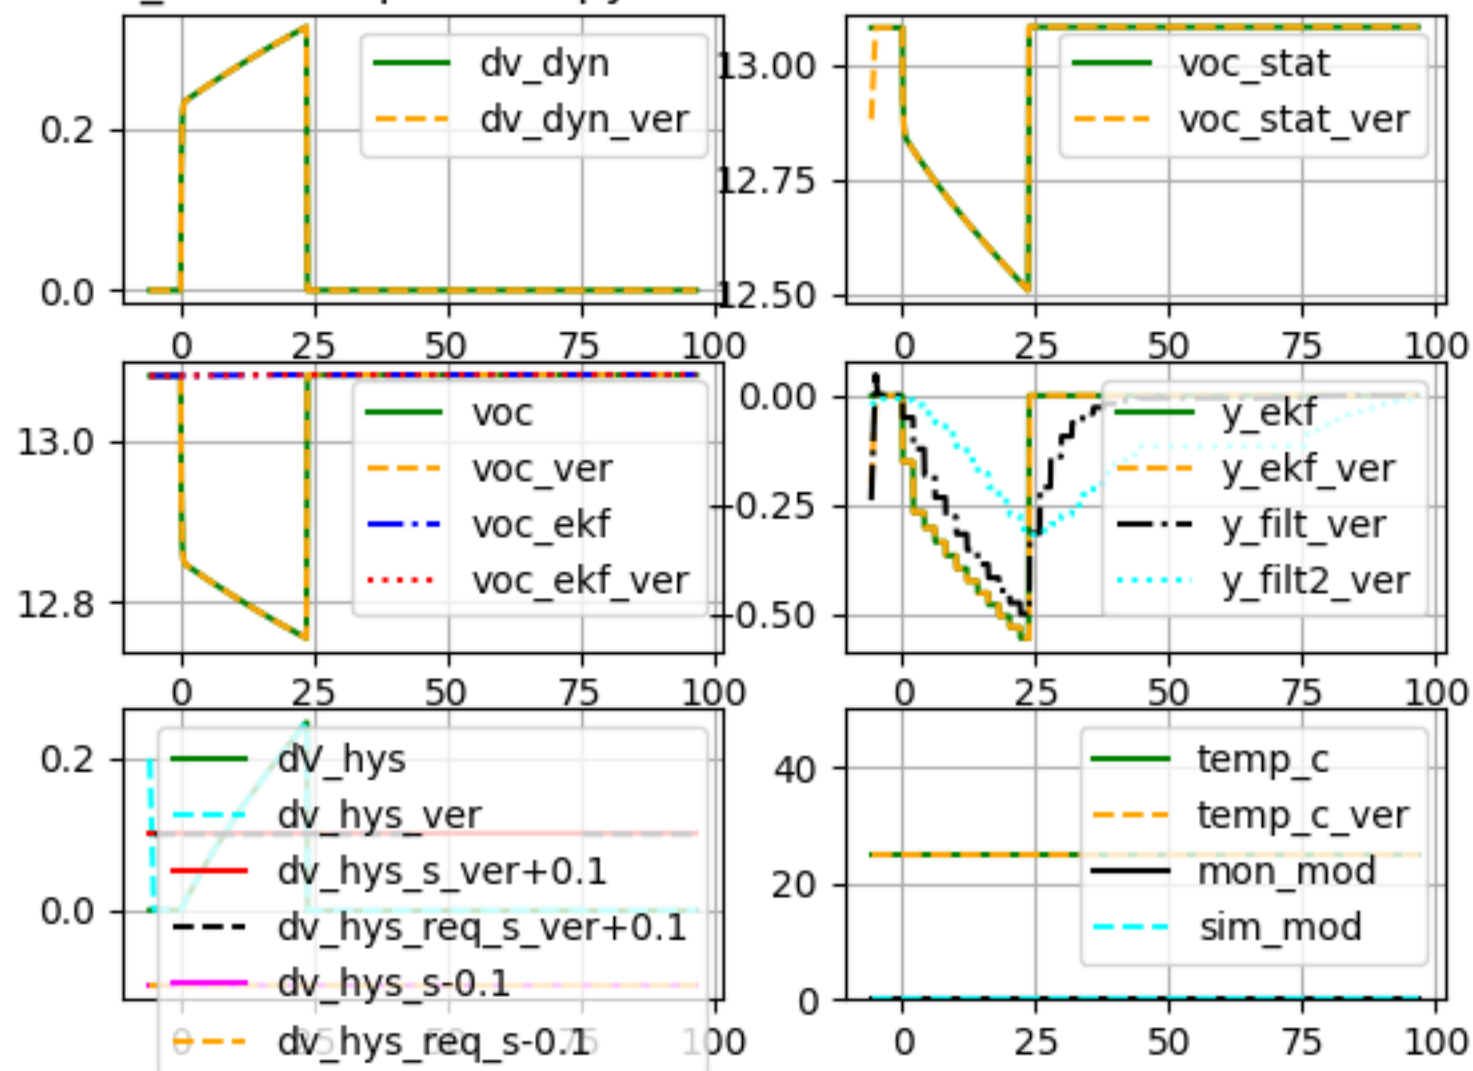 dv_dyn
dv_dyn_ver
0.2
0.0
0 25 50 75 100
voc_stat
voc_stat_ver
13.00
12.75
12.50
0 25 50 75 100
voc
voc_ver
voc_ekf
voc_ekf_ver
13.0
12.8
0 25 50 75 100
y_ekf
y_ekf_ver
y_filt_ver
y_filt2_ver
0.00
−0.25
−0.50
0 25 50 75 100
dV_hys
dv_hys_ver
dv_hys_s_ver+0.1
dv_hys_req_s_ver+0.1
dv_hys_s-0.1
dv_hys_req_s-0.1
0.2
0.0
0 25 50 75 100
temp_c
temp_c_ver
mon_mod
sim_mod
40
20
0
0 25 50 75 100